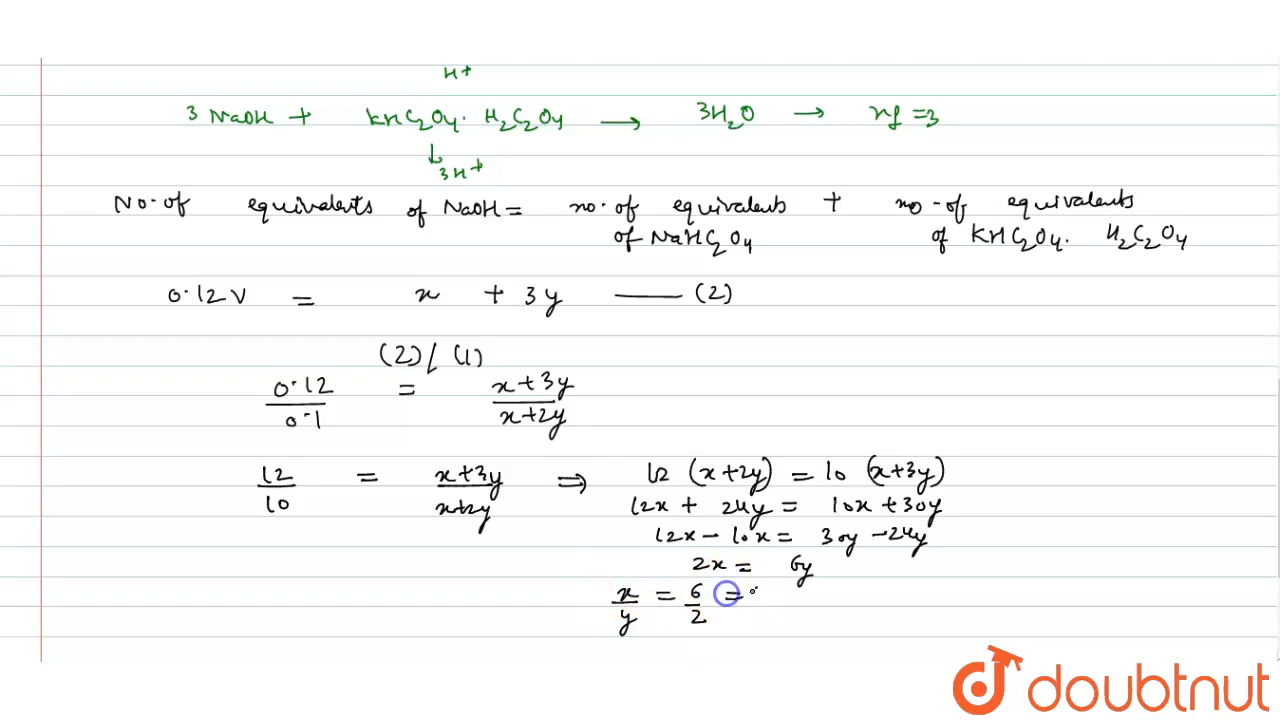 H+
3 NaOH + KHC2O4. H2C2O4 → 3H2O → nf = 3
↓
3H+
No. of equivalents of NaOH = no. of equivalents + no - of equivalents
of NaHC2O4 of KHC2O4. H2C2O4
0.12 V = x + 3y —— (2)
(2) / (1)
0.12 / 0.1 = x+3y / x+2y
12 / 10 = x+3y / x+2y ⇒ 12 (x+2y) = 10 (x+3y)
12x + 24y = 10x + 30y
12x - 10x = 30y - 24y
2x = 6y
x / y = 6 / 2 =
doubtnut